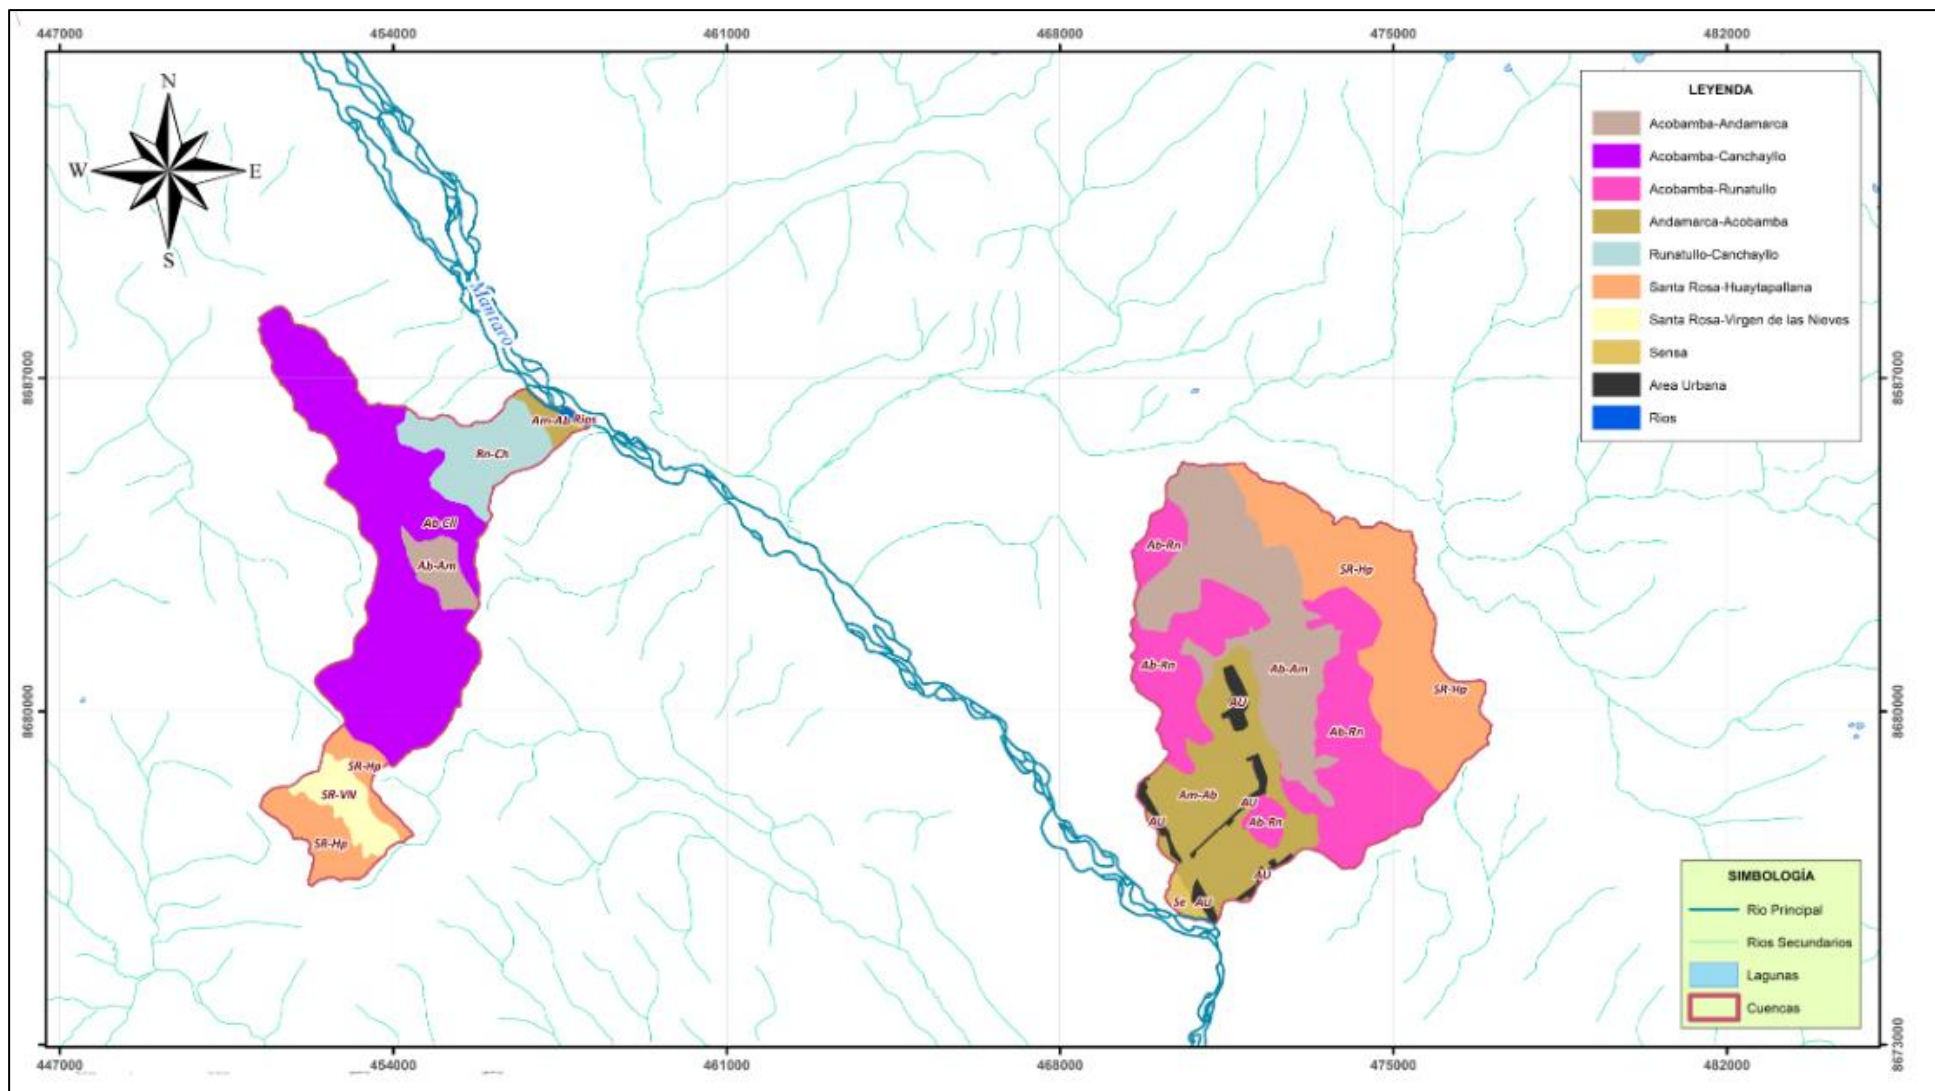 447000 454000 461000 468000 475000 482000
N
W E
S
LEYENDA
Acobamba-Andamarca
Acobamba-Canchayllo
Acobamba-Runatullo
Andamarca-Acobamba
Runatullo-Canchayllo
Santa Rosa-Huaytapallana
Santa Rosa-Virgen de las Nieves
Sensa
Area Urbana
Rios
Mantaro
8687000 8687000
Am-Ab Rios
Rn-Ch
Ab-Cll
Ab-Am
Ab-Rn
SR-Hp
Ab-Rn
Ab-Am
SR-Hp
AU
8680000 8680000
Ab-Rn
SR-Hp
SR-VN
SR-Hp
Am-Ab
AU
AU
Ab-Rn
AU
Se AU
SIMBOLOGÍA
Rio Principal
Rios Secundarios
Lagunas
Cuencas
8673000
447000 454000 461000 468000 475000 482000